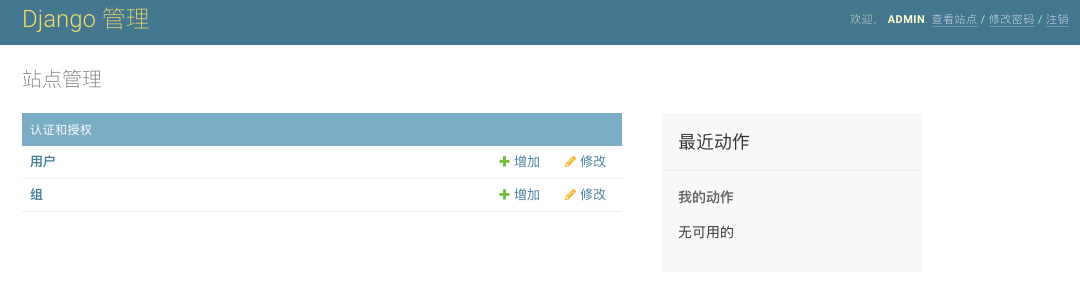 Django 管理
欢迎， ADMIN. 查看站点 / 修改密码 / 注销
站点管理
认证和授权
用户 增加 修改
组 增加 修改
最近动作
我的动作
无可用的